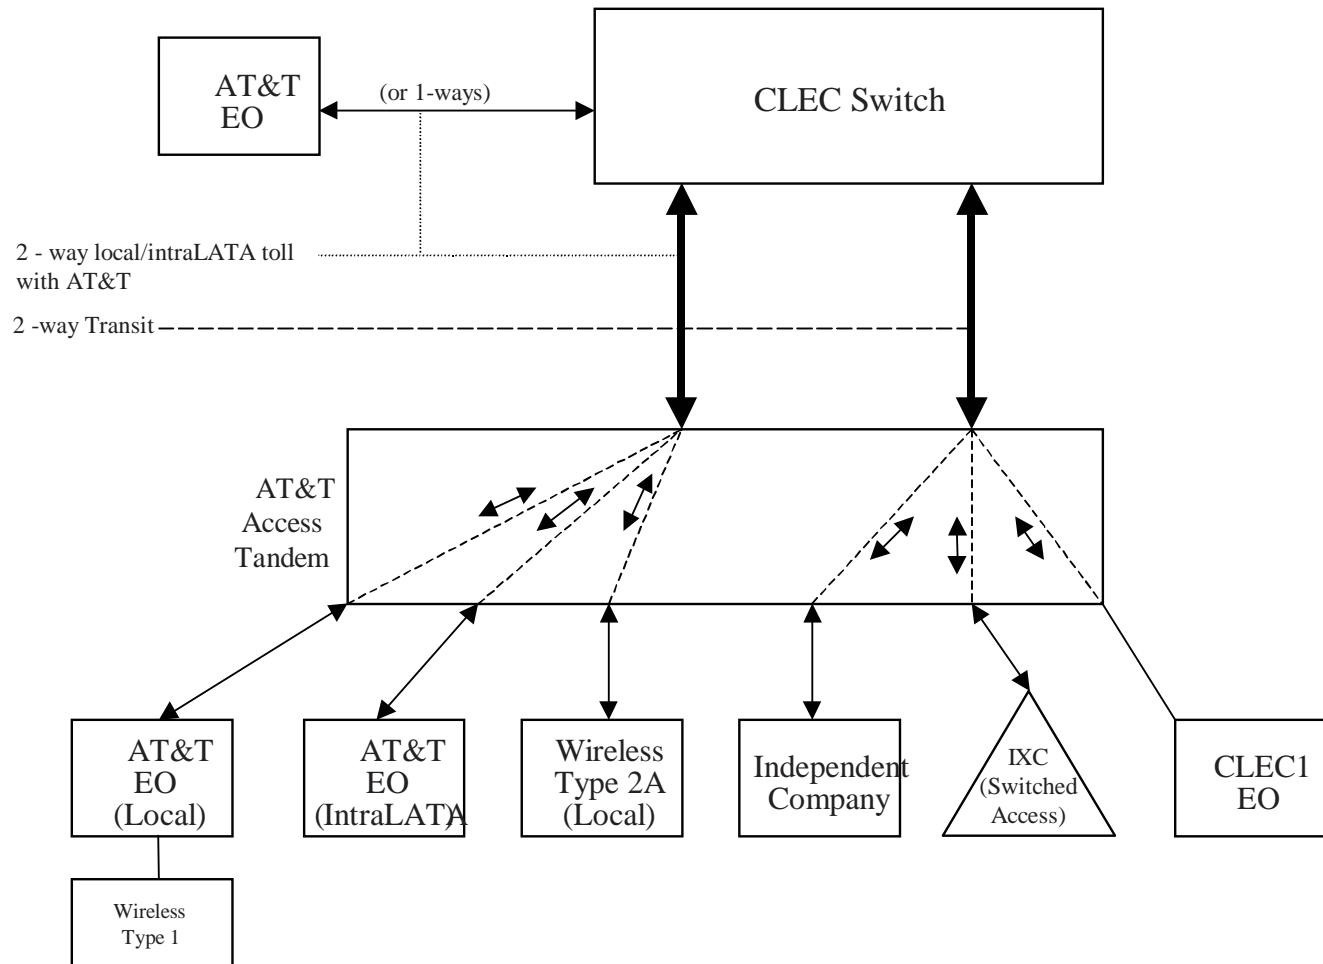 AT&T
EO
(or 1-ways)
CLEC Switch
2 - way local/intraLATA toll
with AT&T
2 -way Transit
AT&T
Access
Tandem
AT&T
EO
(Local)
AT&T
EO
(IntraLAT)A
Wireless
Type 2A
(Local)
Independent
Company
IXC
(Switched
Access)
CLEC1
EO
Wireless
Type 1